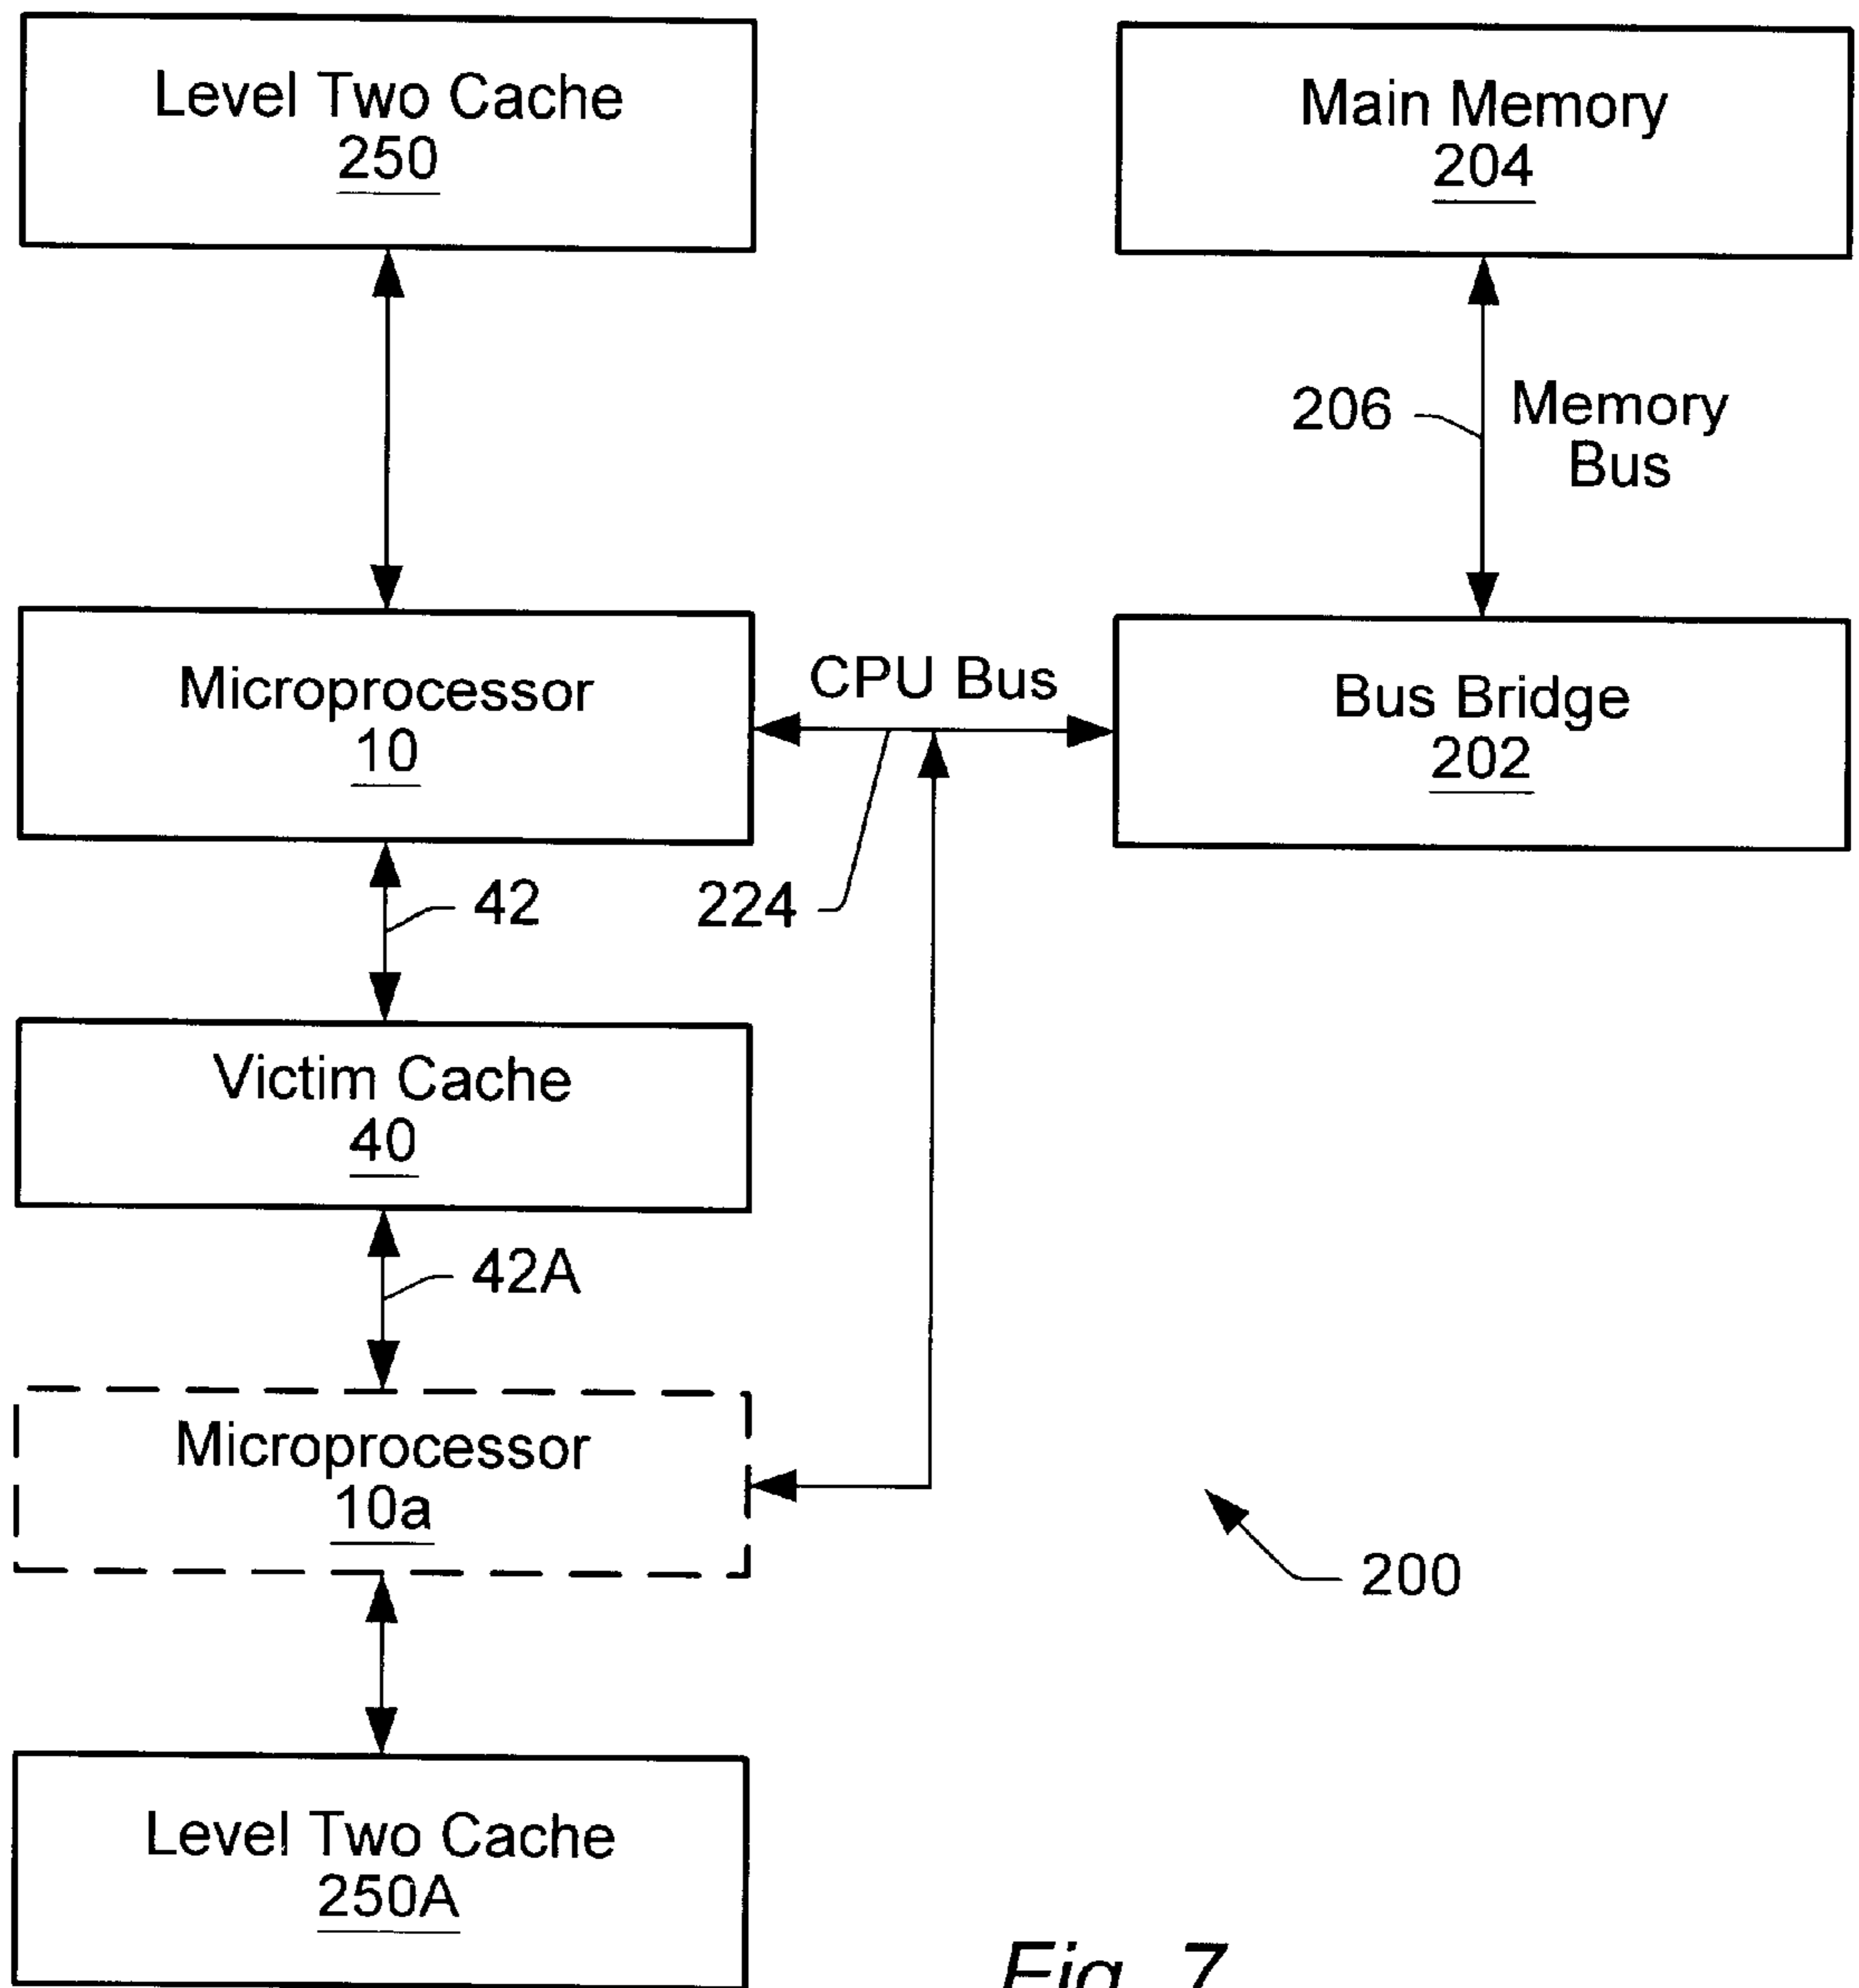 Level Two Cache
250
Main Memory
204
206
Memory
Bus
Microprocessor
10
CPU Bus
Bus Bridge
202
42
224
Victim Cache
40
42A
Microprocessor
10a
200
Level Two Cache
250A
Fig. 7